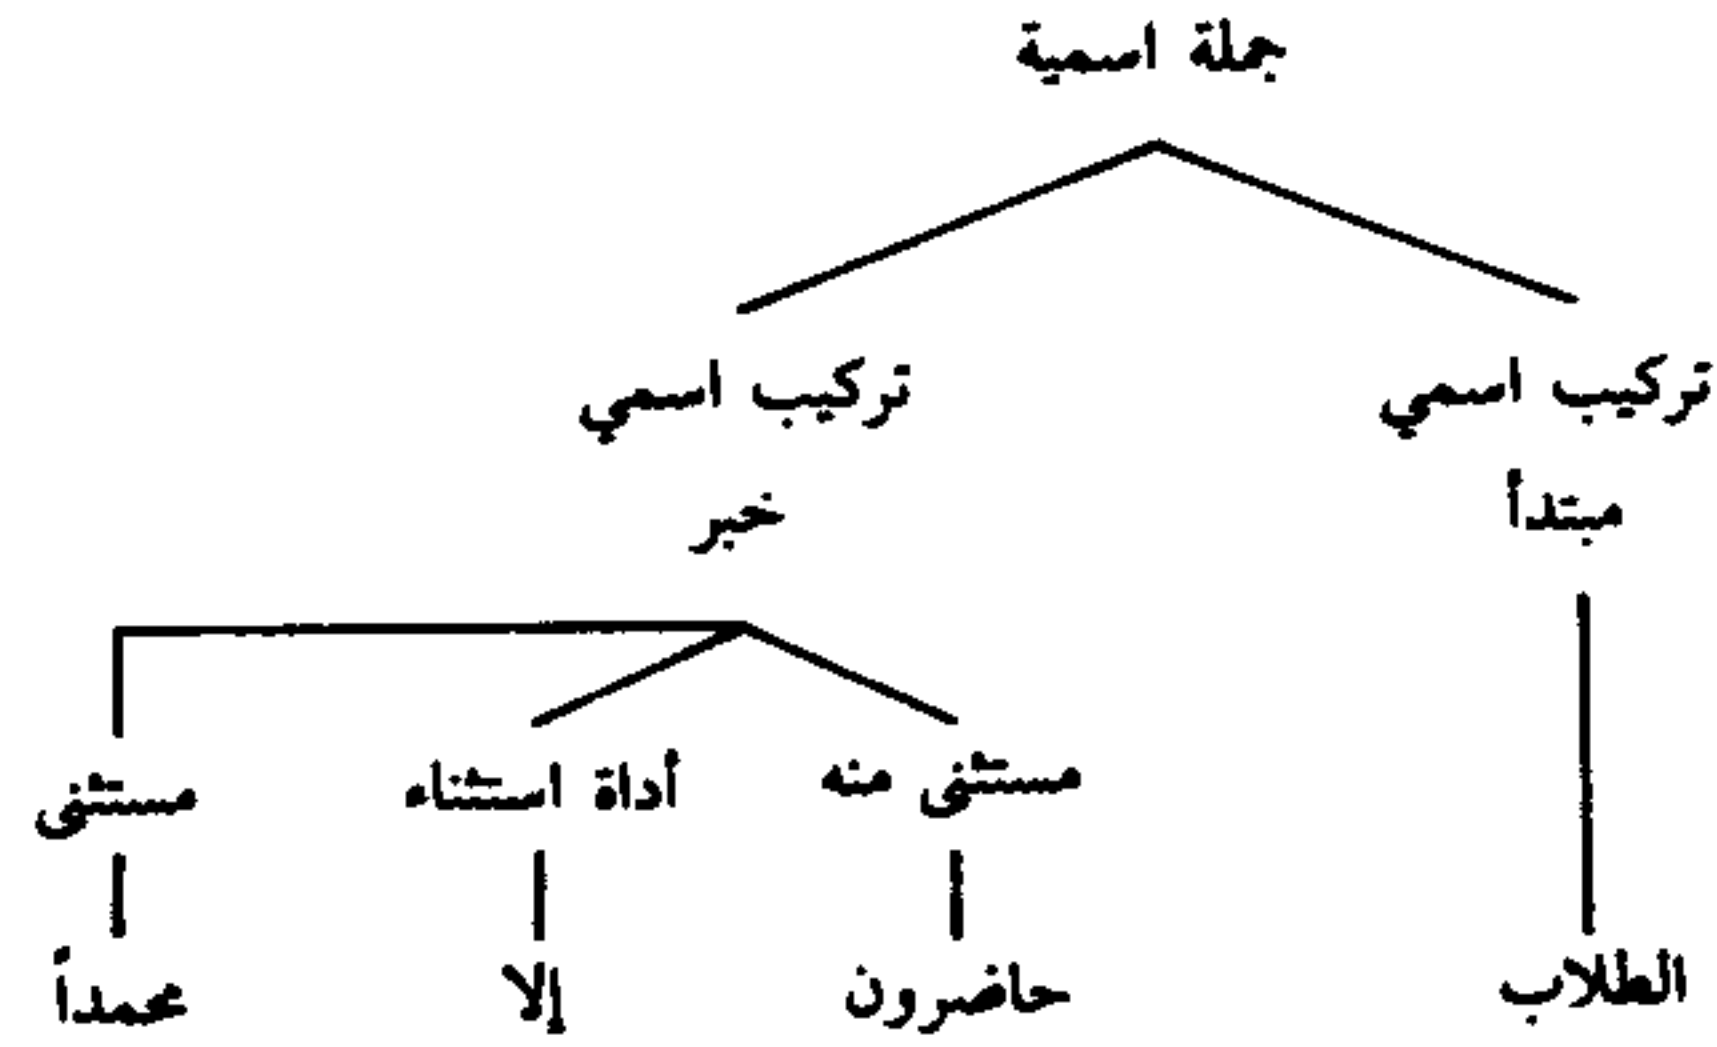 جملة اسمية
تركيب اسمي تركيب اسمي
مبتدأ خبر
مستثنى منه أداة استثناء مستثنى
الطلاب حاضرون إلا محمداً